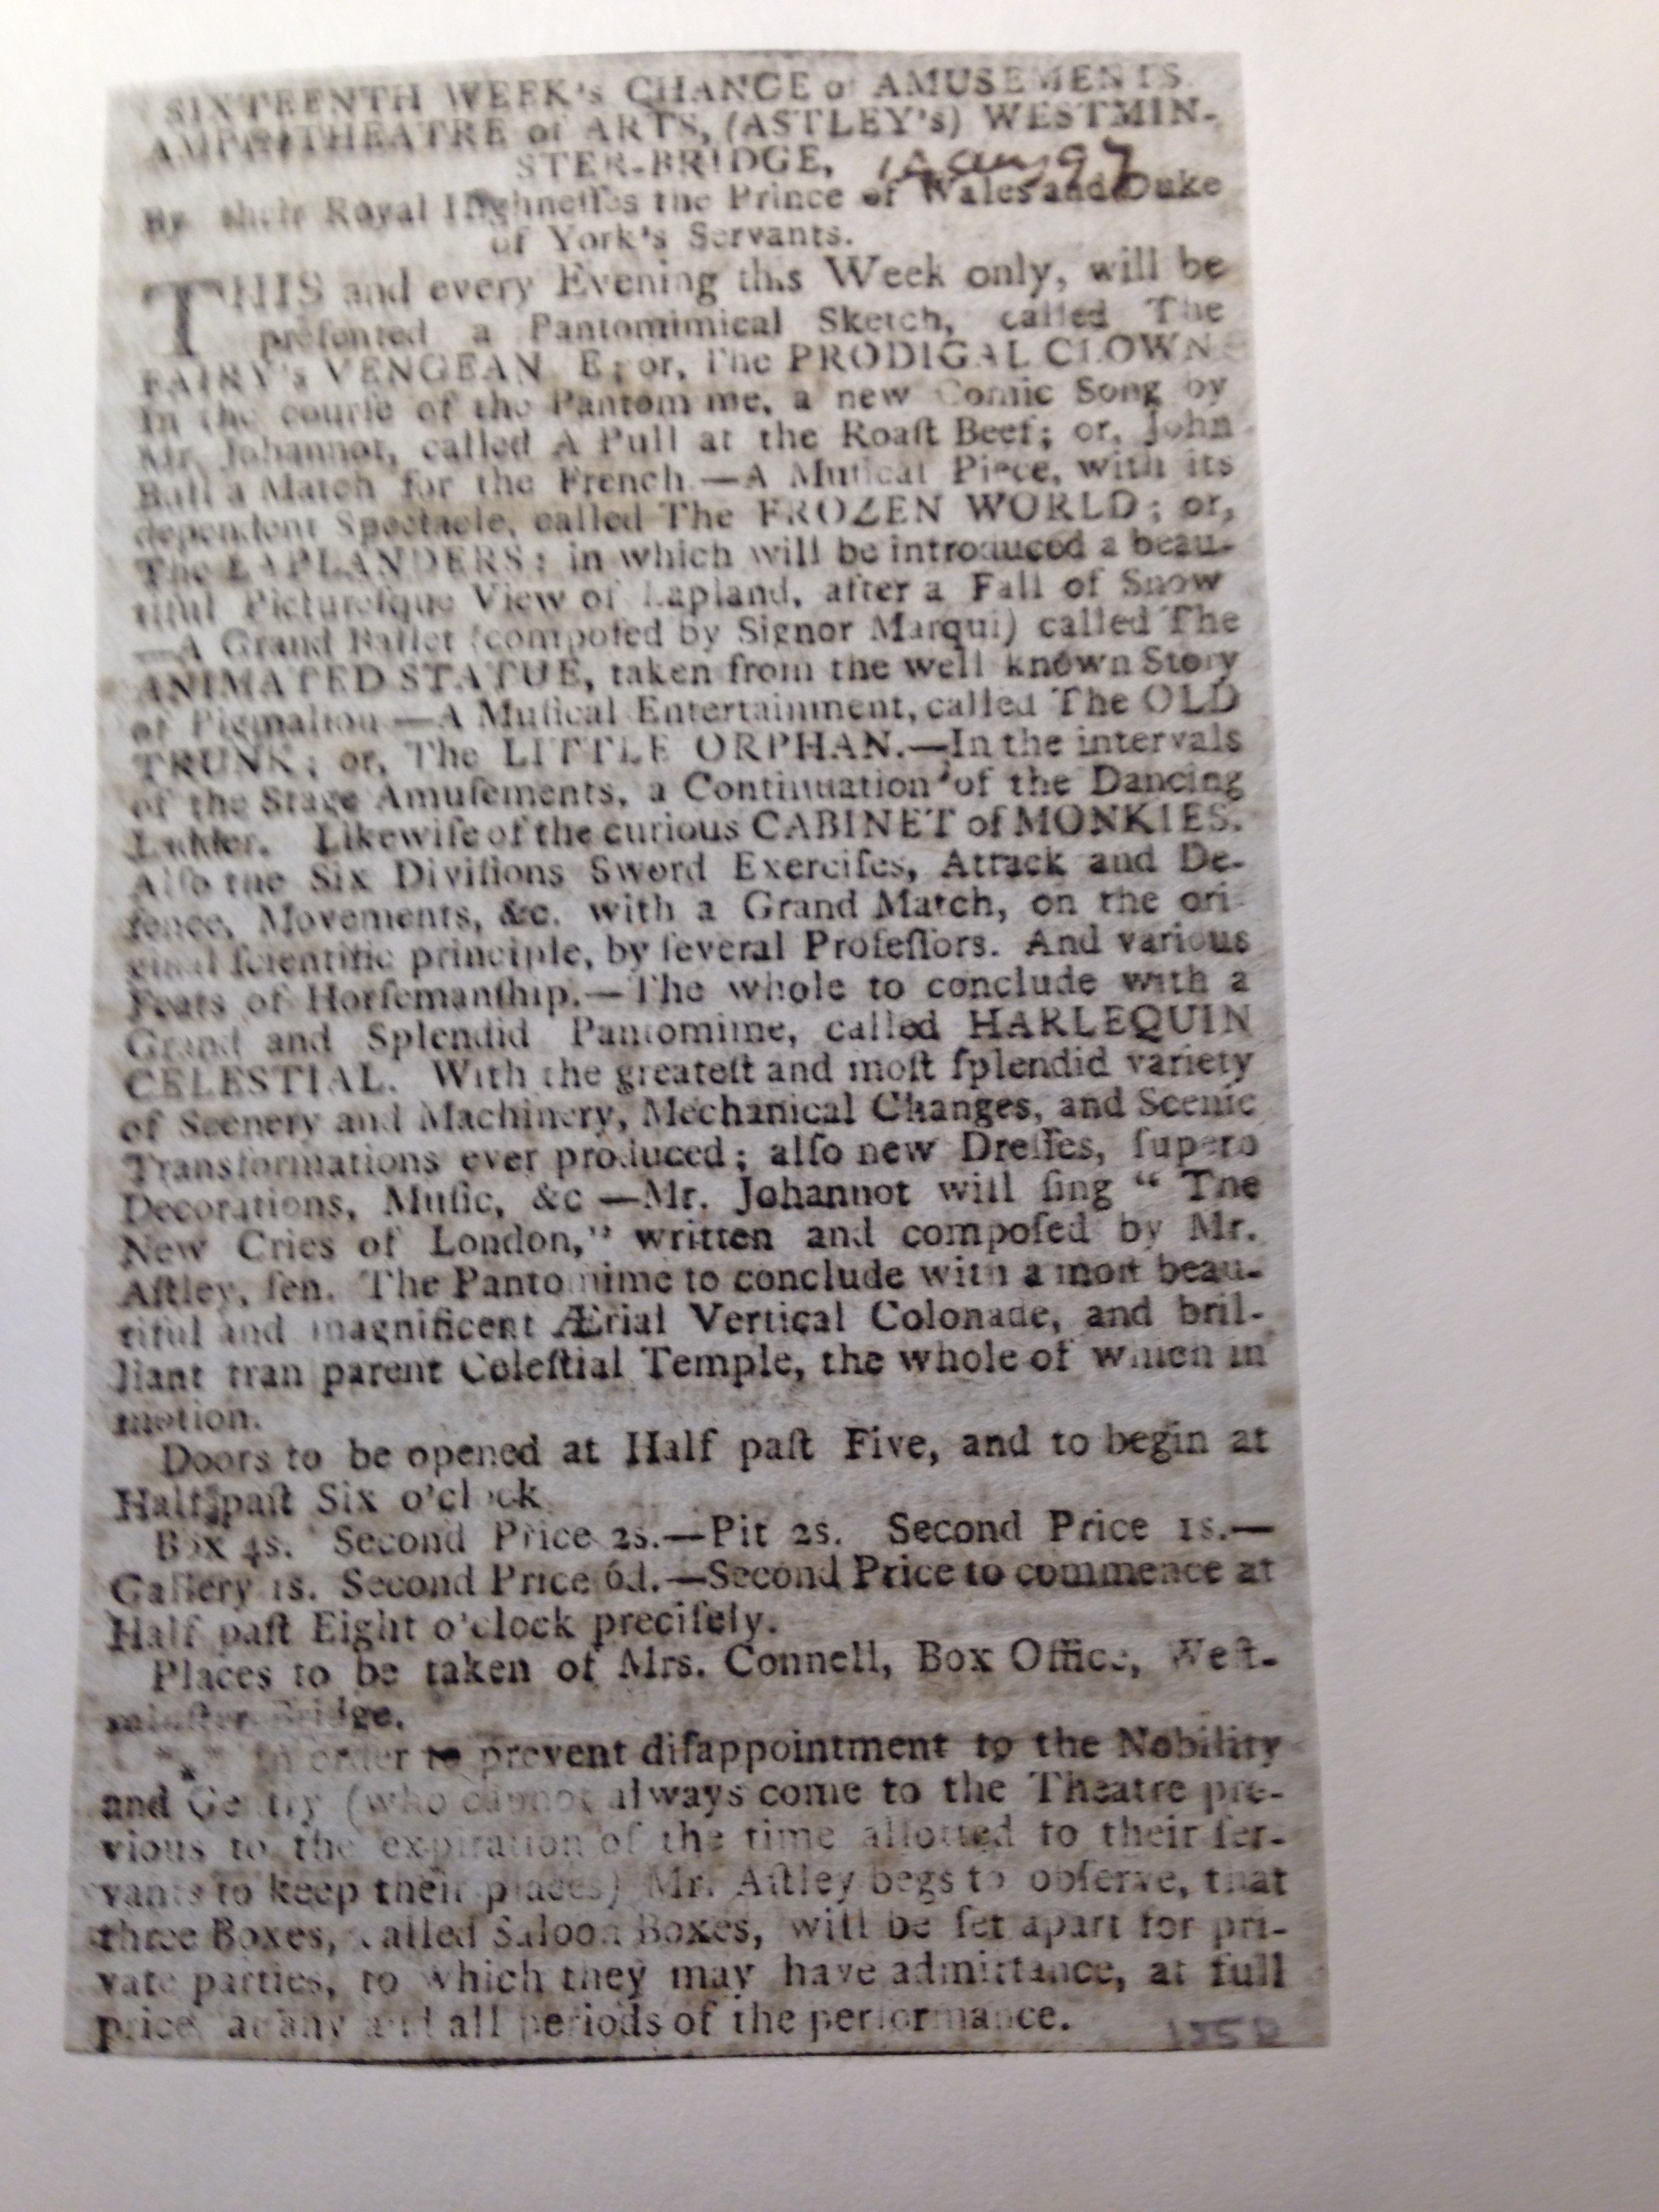 SIXTEENTH WEEK's CHANGE of AMUSEMENTS.
AMPHITHEATRE of ARTS, (ASTLEY's) WESTMIN-
STER-BRIDGE,
By their Royal Highneſſes the Prince of Wales and Duke
of York's Servants.
THIS and every Evening this Week only, will be
preſented a Pantomimical Sketch, called The
FAIRY's VENGEAN E; or, The PRODIGAL CLOWN
In the courſe of the Pantom me, a new Comic Song by
Mr. Johannot, called A Pull at the Roaſt Beef; or, John
Bull a Match for the French.—A Muſical Piece, with its
dependent Spectacle, called The FROZEN WORLD; or,
The LAPLANDERS: in which will be introduced a beau-
tiful Picturefque View of Lapland, after a Fall of Snow
—A Grand Ballet (compoſed by Signor Marqui) called The
ANIMATED STATUE, taken from the well known Story
of Pigmalion—A Muſical Entertainment, called The OLD
TRUNK; or, The LITTLE ORPHAN.—In the intervals
of the Stage Amuſements, a Continuation of the Dancing
Ladder. Likewiſe of the curious CABINET of MONKIES.
Alſo the Six Diviſions Sword Exerciſes, Attack and De-
fence, Movements, &c. with a Grand Match, on the ori-
ginal ſcientific principle, by ſeveral Profeſſors. And various
Feats of Horſemanſhip.—The whole to conclude with a
Grand and Splendid Pantomime, called HARLEQUIN
CELESTIAL. With the greateſt and moſt ſplendid variety
of Scenery and Machinery, Mechanical Changes, and Scenic
Transformations ever produced; alſo new Dreſſes, ſuperb
Decorations, Muſic, &c—Mr. Johannot will ſing “ The
New Cries of London,” written and compoſed by Mr.
Aſtley, ſen. The Pantomime to conclude with a moſt beau-
tiful and magnificent Ærial Vertical Colonade, and bril-
liant tran parent Celeſtial Temple, the whole of which in
motion.
Doors to be opened at Half paſt Five, and to begin at
Half paſt Six o'clock
Box 4s. Second Price 2s.—Pit 2s. Second Price 1s.—
Gallery 1s. Second Price 6d.—Second Price to commence at
Half paſt Eight o'clock preciſely.
Places to be taken of Mrs. Connell, Box Office, Weſt-
minſter Bridge.
*** In order to prevent diſappointment to the Nobility
and Gentry (who cannot always come to the Theatre pre-
vious to the expiration of the time allotted to their ſer-
vants to keep their places) Mr. Aſtley begs to obſerve, that
three Boxes, called Saloon Boxes, will be ſet apart for pri-
vate parties, to which they may have admittance, at full
price, at any and all periods of the performance.